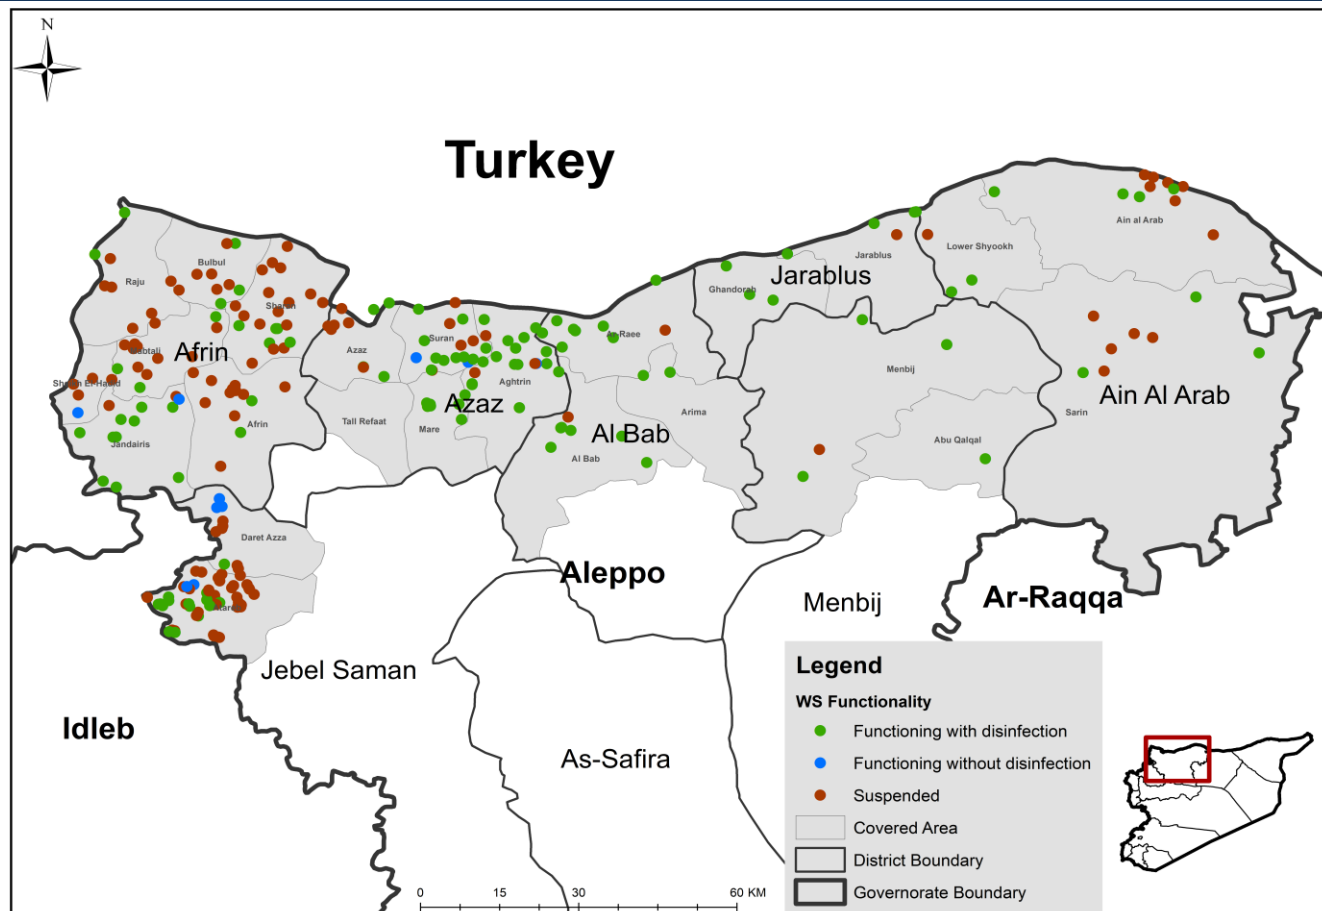 N
Turkey
Bulbul
Raju
Sharan
Afrin
Afrin
Jandairis
Azaz
Suran
Aghtrin
Azaz
Tall Refaat
Mare
Ar-Raee
Al Bab
Al Bab
Arima
Ghandorah
Jarablus
Jarablus
Lower Shyookh
Ain al Arab
Menbij
Abu Qalqal
Sarin
Ain Al Arab
Daret Azza
Aleppo
Menbij
Ar-Raqqa
Jebel Saman
Idleb
As-Safira
Legend
WS Functionality
Functioning with disinfection
Functioning without disinfection
Suspended
Covered Area
District Boundary
Governorate Boundary
0 15 30 60 KM